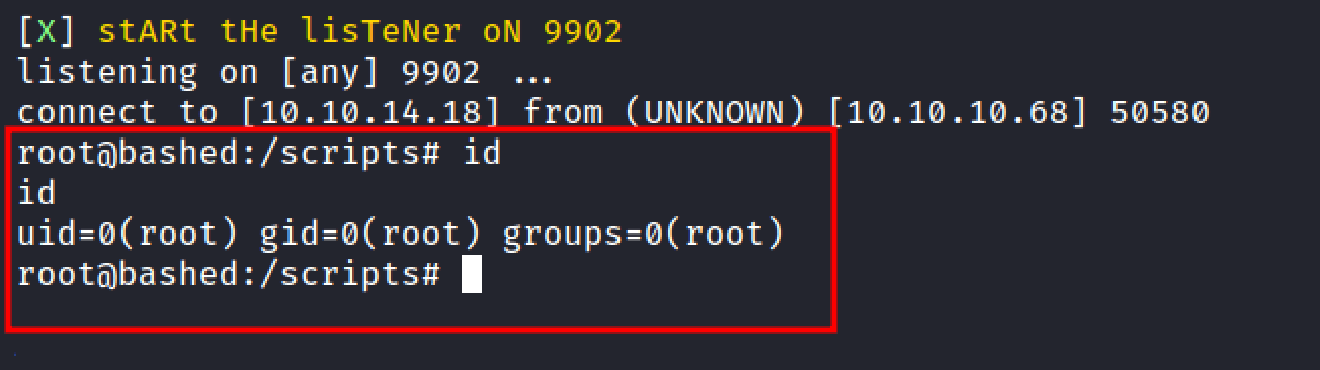 [X] stARt tHe lisTeNer oN 9902
listening on [any] 9902 ...
connect to [10.10.14.18] from (UNKNOWN) [10.10.10.68] 50580
root@bashed:/scripts# id
id
uid=0(root) gid=0(root) groups=0(root)
root@bashed:/scripts#